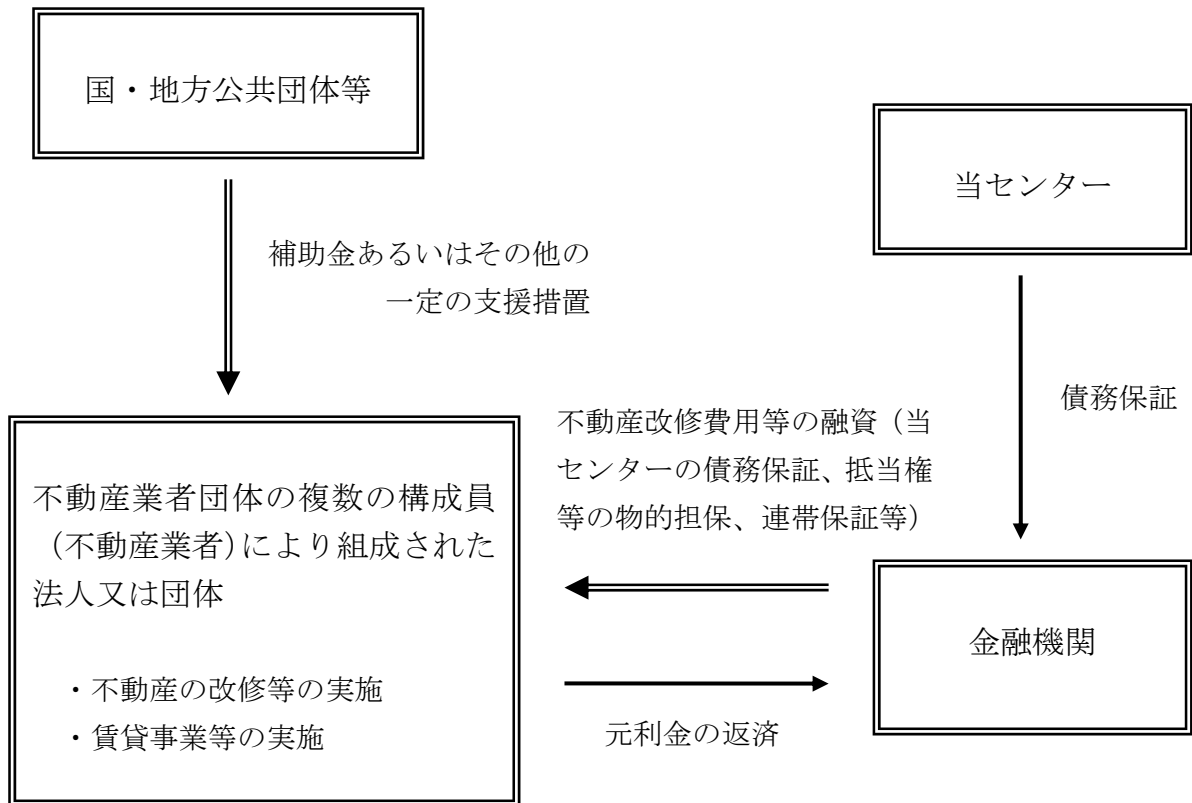 国・地方公共団体等
当センター
補助金あるいはその他の
一定の支援措置
債務保証
不動産改修費用等の融資（当
センターの債務保証、抵当権
等の物的担保、連帯保証等）
不動産業者団体の複数の構成員
（不動産業者）により組成された
法人又は団体
・不動産の改修等の実施
・賃貸事業等の実施
金融機関
元利金の返済